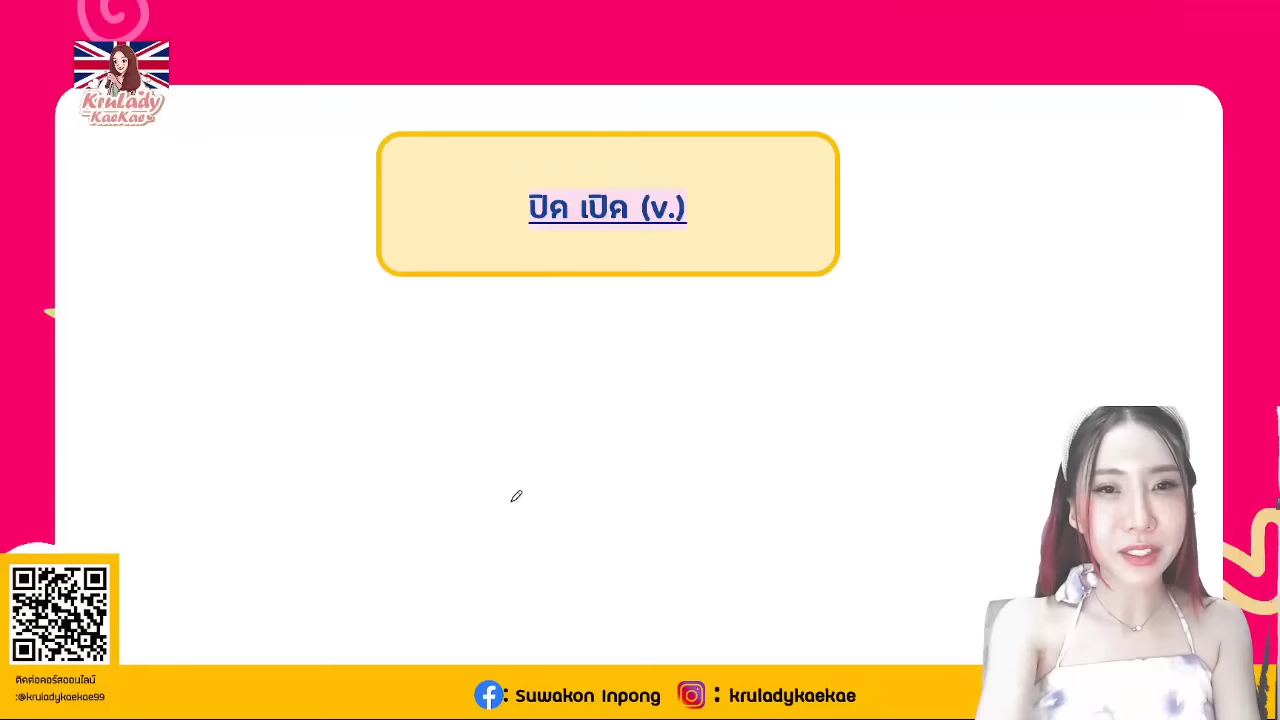 KruLady
KaeKae
ปิด เปิด (v.)
ติดต่อคอร์สออนไลน์
:@kruladykaekae99
: Suwakon Inpong : kruladykaekae